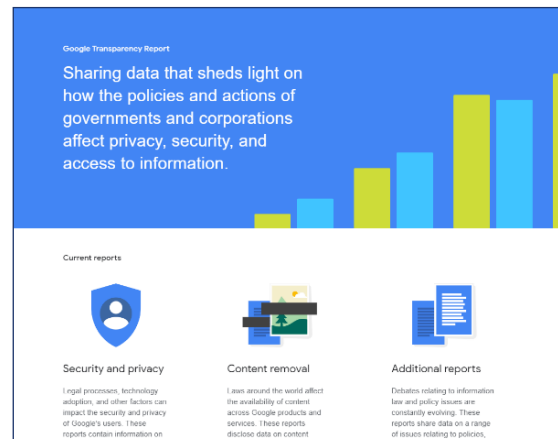 Google Transparency Report
Sharing data that sheds light on
how the policies and actions of
governments and corporations
affect privacy, security, and
access to information.
Current reports
Security and privacy
Legal processes, technology
adoption, and other factors can
impact the security and privacy
of Google's users. These
reports contain information on
Content removal
Laws around the world affect
the availability of content
across Google products and
services. These reports
disclose data on content
Additional reports
Debates relating to information
law and policy issues are
constantly evolving. These
reports share data on a range
of issues relating to policies,